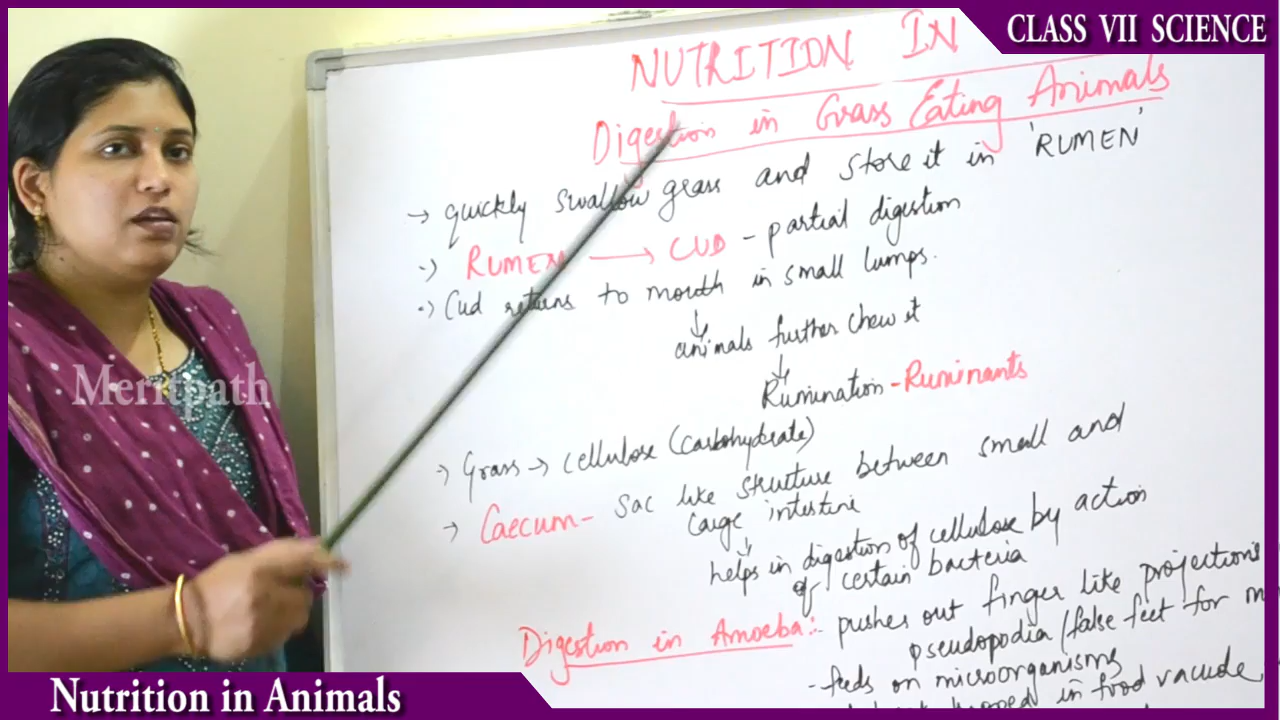 CLASS VII SCIENCE
NUTRITION IN
Digestion in Grass Eating Animals
→ quickly swallow grass and store it in 'RUMEN'
·) RUMEN → CUD - partial digestion
·) Cud returns to mouth in small lumps.
↓
animals further chew it
↓
Rumination - Ruminants
→ Grass → cellulose (carbohydrate)
→ Caecum - Sac like structure between small and
large intestine
↓
helps in digestion of cellulose by action
of certain bacteria
Digestion in Amoeba:- pushes out finger like projections
pseudopodia/false feet for
- feeds on microorganisms
in food vacuole
Meritpath
Nutrition in Animals